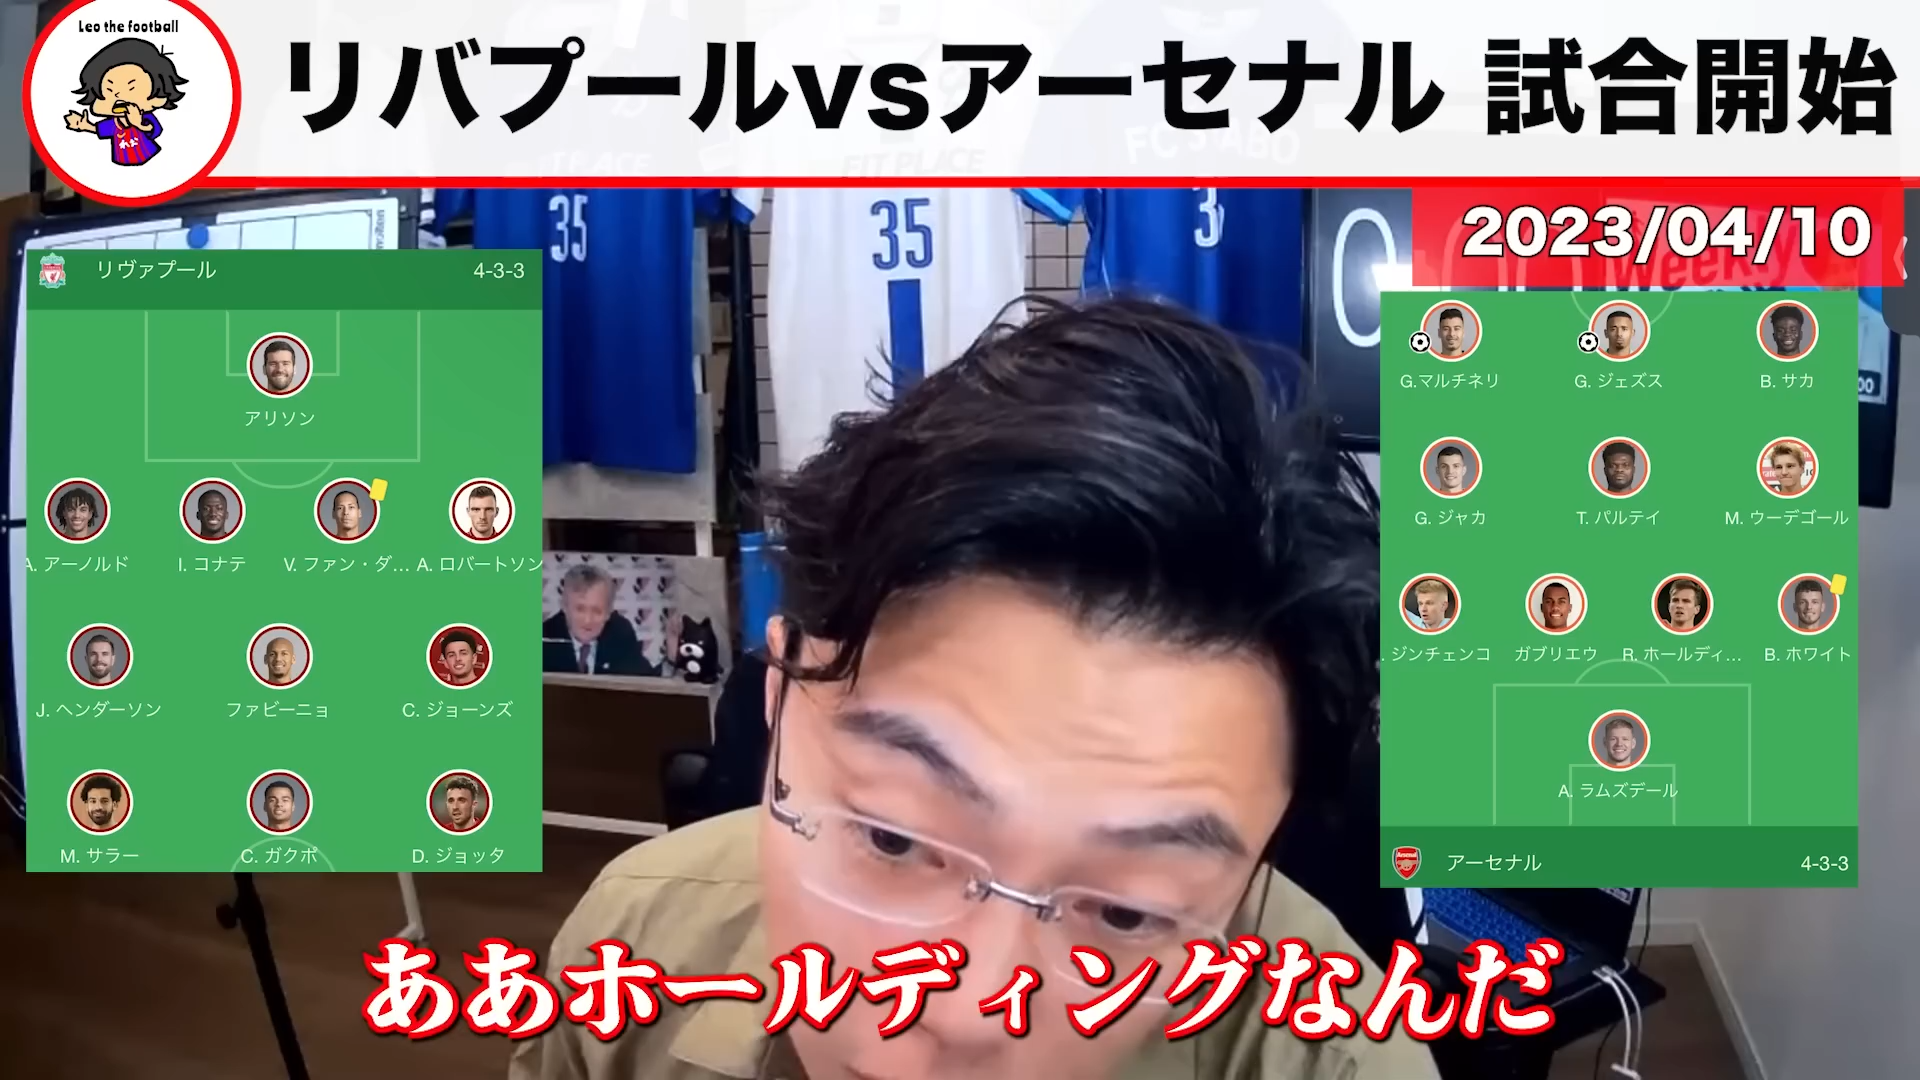 Leo the football
リバプールvsアーセナル 試合開始
2023/04/10
35
35
3
リヴァプール
4-3-3
アリソン
A. アーノルド
I. コナテ
V. ファン・ダ…
A. ロバートソン
J. ヘンダーソン
ファビーニョ
C. ジョーンズ
M. サラー
C. ガクポ
D. ジョッタ
G.マルチネリ
G. ジェズス
B. サカ
G. ジャカ
T. パルテイ
M. ウーデゴール
. ジンチェンコ
ガブリエウ
R. ホールディ…
B. ホワイト
A. ラムズデール
アーセナル
4-3-3
ああホールディングなんだ